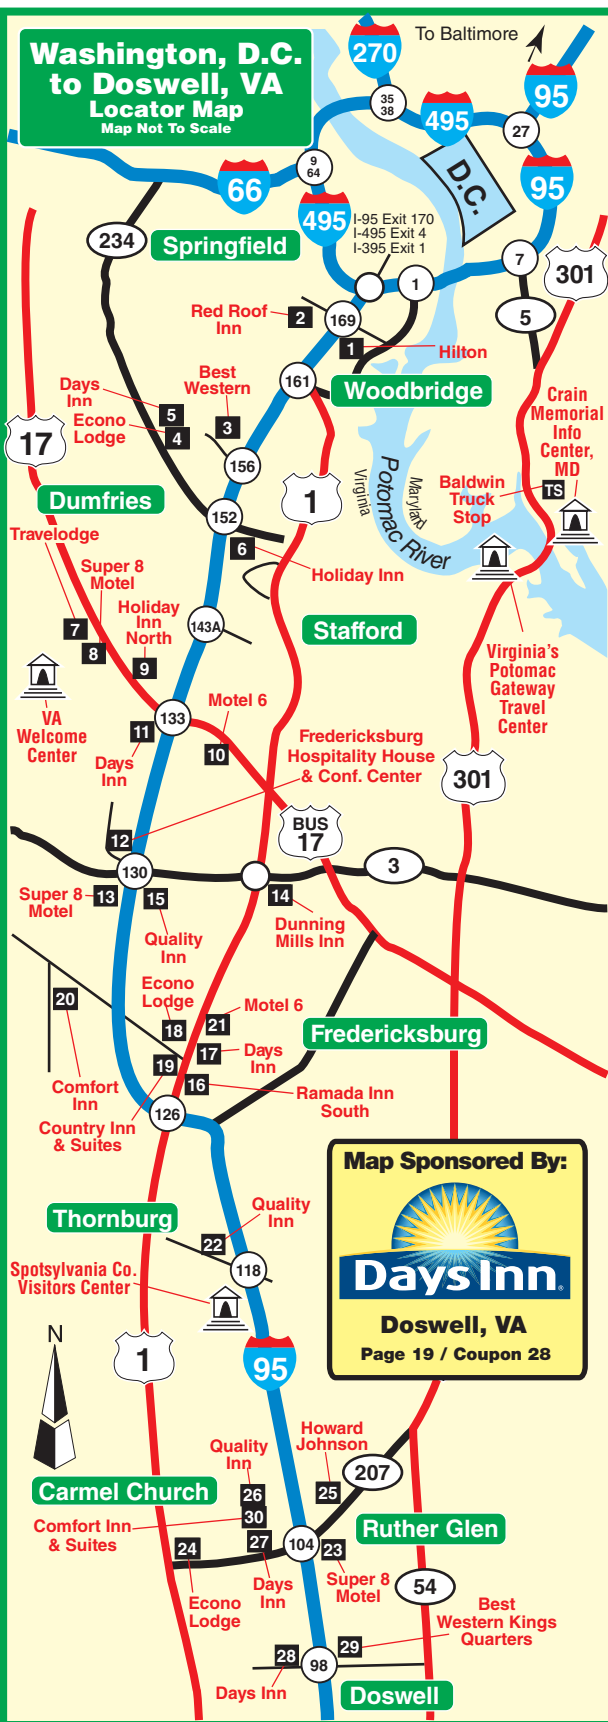 Washington, D.C.
to Doswell, VA
Locator Map
Map Not To Scale
To Baltimore
270
95
35
38
495
27
9
64
66
D.C.
95
495
I-95 Exit 170
I-495 Exit 4
I-395 Exit 1
234
Springfield
7
301
1
5
Red Roof
Inn
2
169
1
Hilton
161
Woodbridge
Best
Western
3
Days
Inn
5
Econo
Lodge
4
Crain
Memorial
Info
Center,
MD
17
156
Potomac River
Virginia
Maryland
Baldwin
Truck
Stop
TS
Dumfries
1
152
Travelodge
6
Holiday Inn
Super 8
Motel
Holiday
Inn
North
7
8
9
143A
Stafford
Virginia's
Potomac
Gateway
Travel
Center
VA
Welcome
Center
133
11
Days
Inn
Motel 6
10
Fredericksburg
Hospitality House
& Conf. Center
301
BUS
17
12
130
3
Super 8
Motel
13
15
Quality
Inn
14
Dunning
Mills Inn
20
Econo
Lodge
18
21
Motel 6
Fredericksburg
17
Days
Inn
19
16
Comfort
Inn
Country Inn
& Suites
Ramada Inn
South
126
Map Sponsored By:
Days Inn®
Doswell, VA
Page 19 / Coupon 28
Thornburg
Quality
Inn
22
118
Spotsylvania Co.
Visitors Center
N
1
95
Howard
Johnson
25
207
Quality
Inn
26
Carmel Church
30
Comfort Inn
& Suites
Ruther Glen
24
27
104
23
Econo
Lodge
Days
Inn
Super 8
Motel
54
Best
Western Kings
Quarters
28
98
29
Days Inn
Doswell